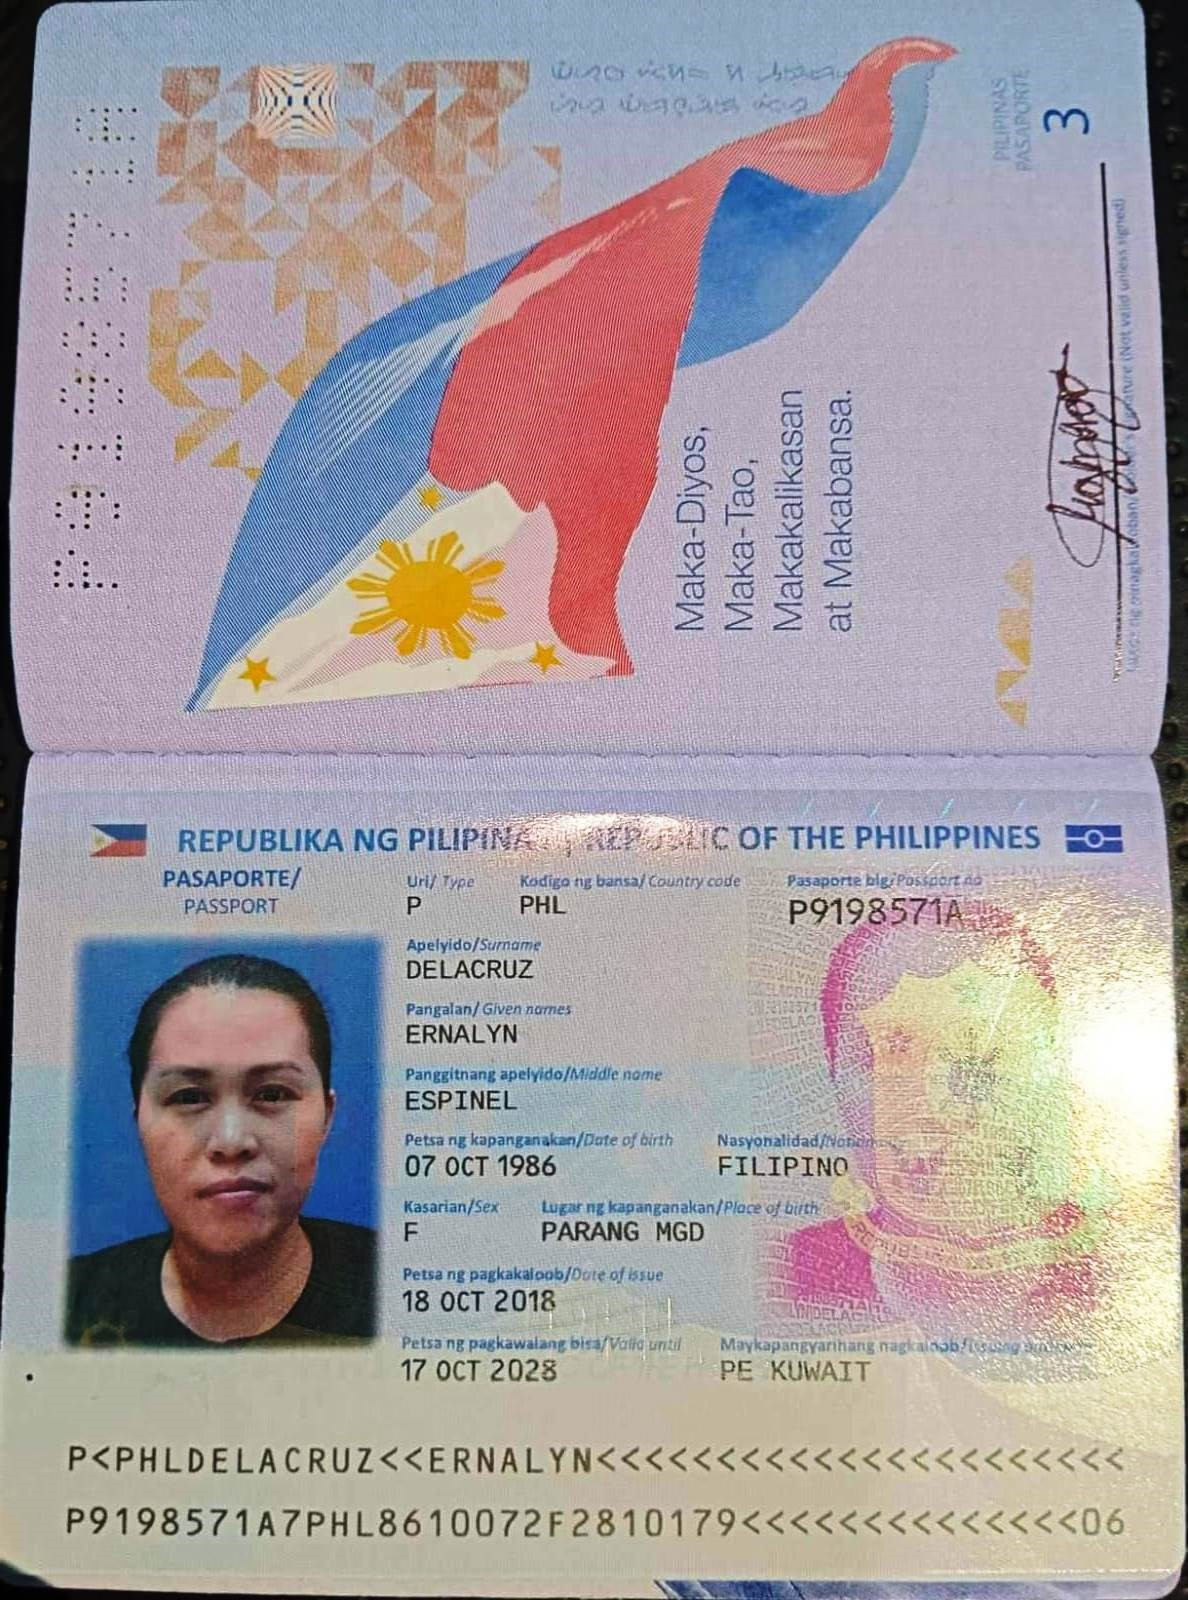 PILIPINAS
PASAPORTE
3
Maka-Diyos,
Maka-Tao,
Makakalikasan
at Makabansa.
(Not valid unless signed)
REPUBLIKA NG PILIPINAS REPUBLIC OF THE PHILIPPINES
PASAPORTE/
PASSPORT
Uri/ Type
Kodigo ng bansa/ Country code
Pasaporte blg/Passport no
P
PHL
P9198571A
Apelyido/Surname
DELACRUZ
Pangalan/ Given names
ERNALYN
Panggitnang apelyido/Middle name
ESPINEL
Petsa ng kapanganakan/Date of birth
Nasyonalidad/
07 OCT 1986
FILIPINO
Kasarian/Sex
Lugar ng kapanganakan/Place of birth
F
PARANG MGD
Petsa ng pagkakaloob/Date of issue
18 OCT 2018
Petsa ng pagkawalang bisa/Valid until
Maykapangyarihang nagkaloob/Issuing
17 OCT 2028
PE KUWAIT
P<PHLDELACRUZ<<ERNALYN<<<<<<<<<<<<<<<<<<<<<
P9198571A7PHL8610072F2810179<<<<<<<<<<<<<<06